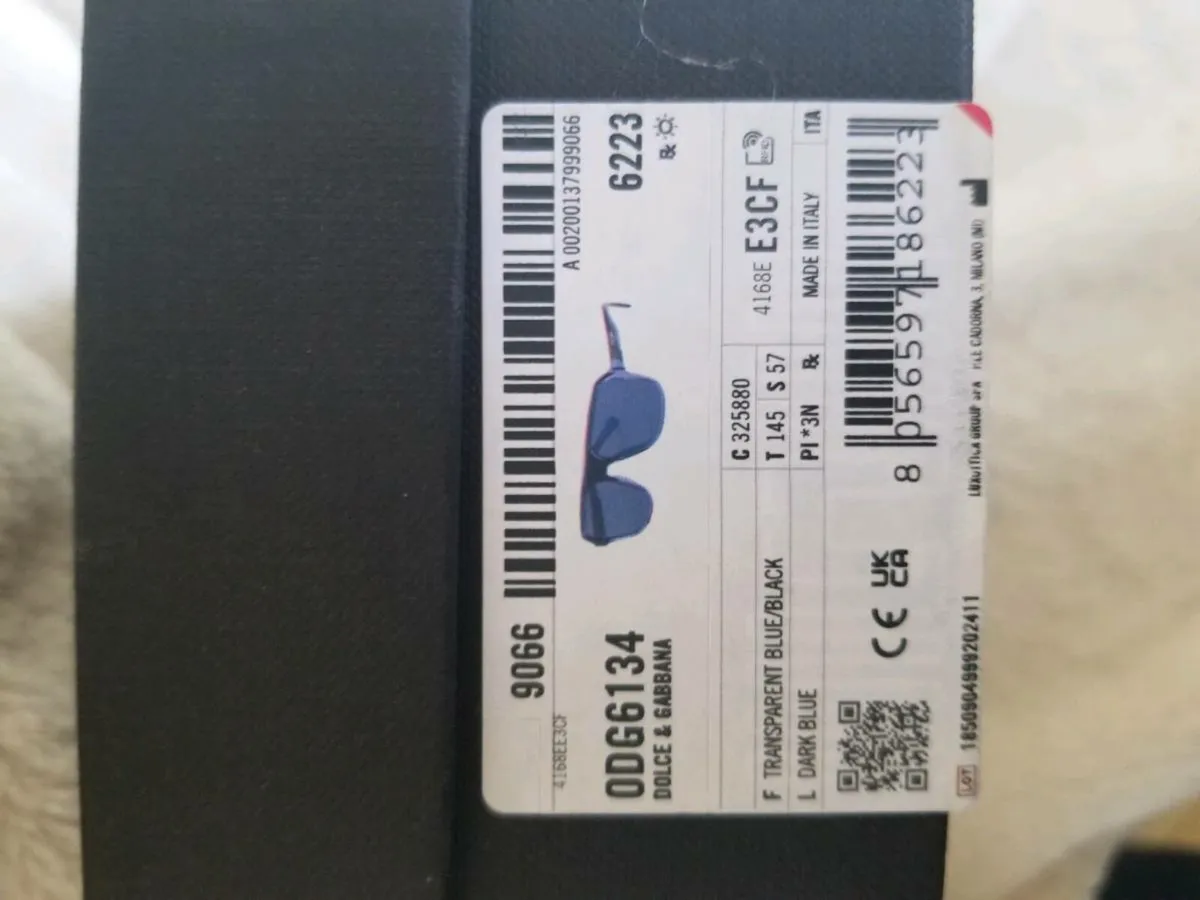 9066
A 00200137999066
4168EE3CF
0DG6134
6223
DOLCE & GABBANA
Rx
C 325880
4168E E3CF
F TRANSPARENT BLUE/BLACK
T 145
S 57
L DARK BLUE
PI *3N
Rx
MADE IN ITALY
ITA
CE
UK
CA
8 056597 186223
LOT
1850904999202411
LUXOTTICA GROUP SPA P.LE CADORNA, 3, MILANO (MI)